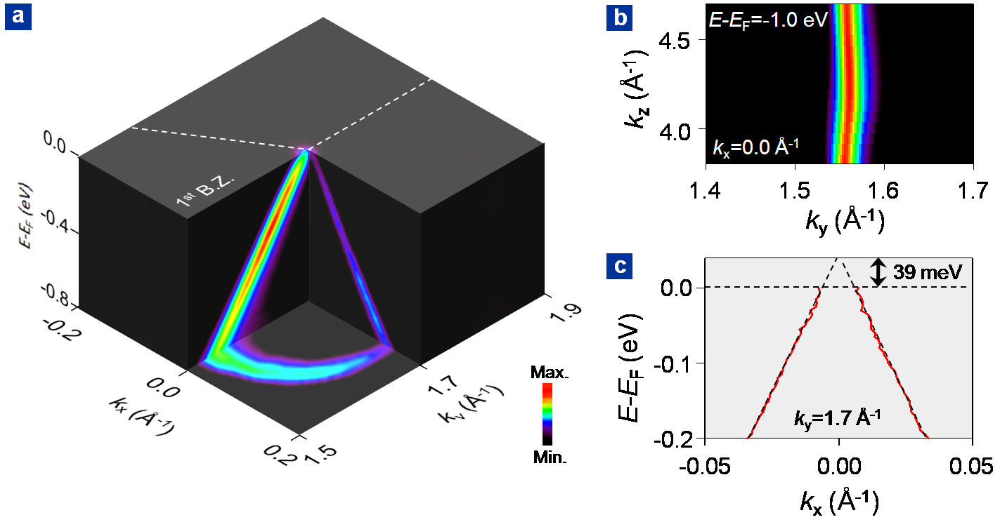 a
0.0
-0.4
-0.8
E-EF (eV)
1st B.Z.
-0.2
0.0
0.2
kx (Å-1)
1.5
1.7
1.9
ky (Å-1)
Max.
Min.
b
E-EF=-1.0 eV
kx=0.0 Å-1
4.5
4.0
kz (Å-1)
1.4
1.5
1.6
1.7
ky (Å-1)
c
39 meV
0.0
-0.1
-0.2
E-EF (eV)
ky=1.7 Å-1
-0.05
0.00
0.05
kx (Å-1)